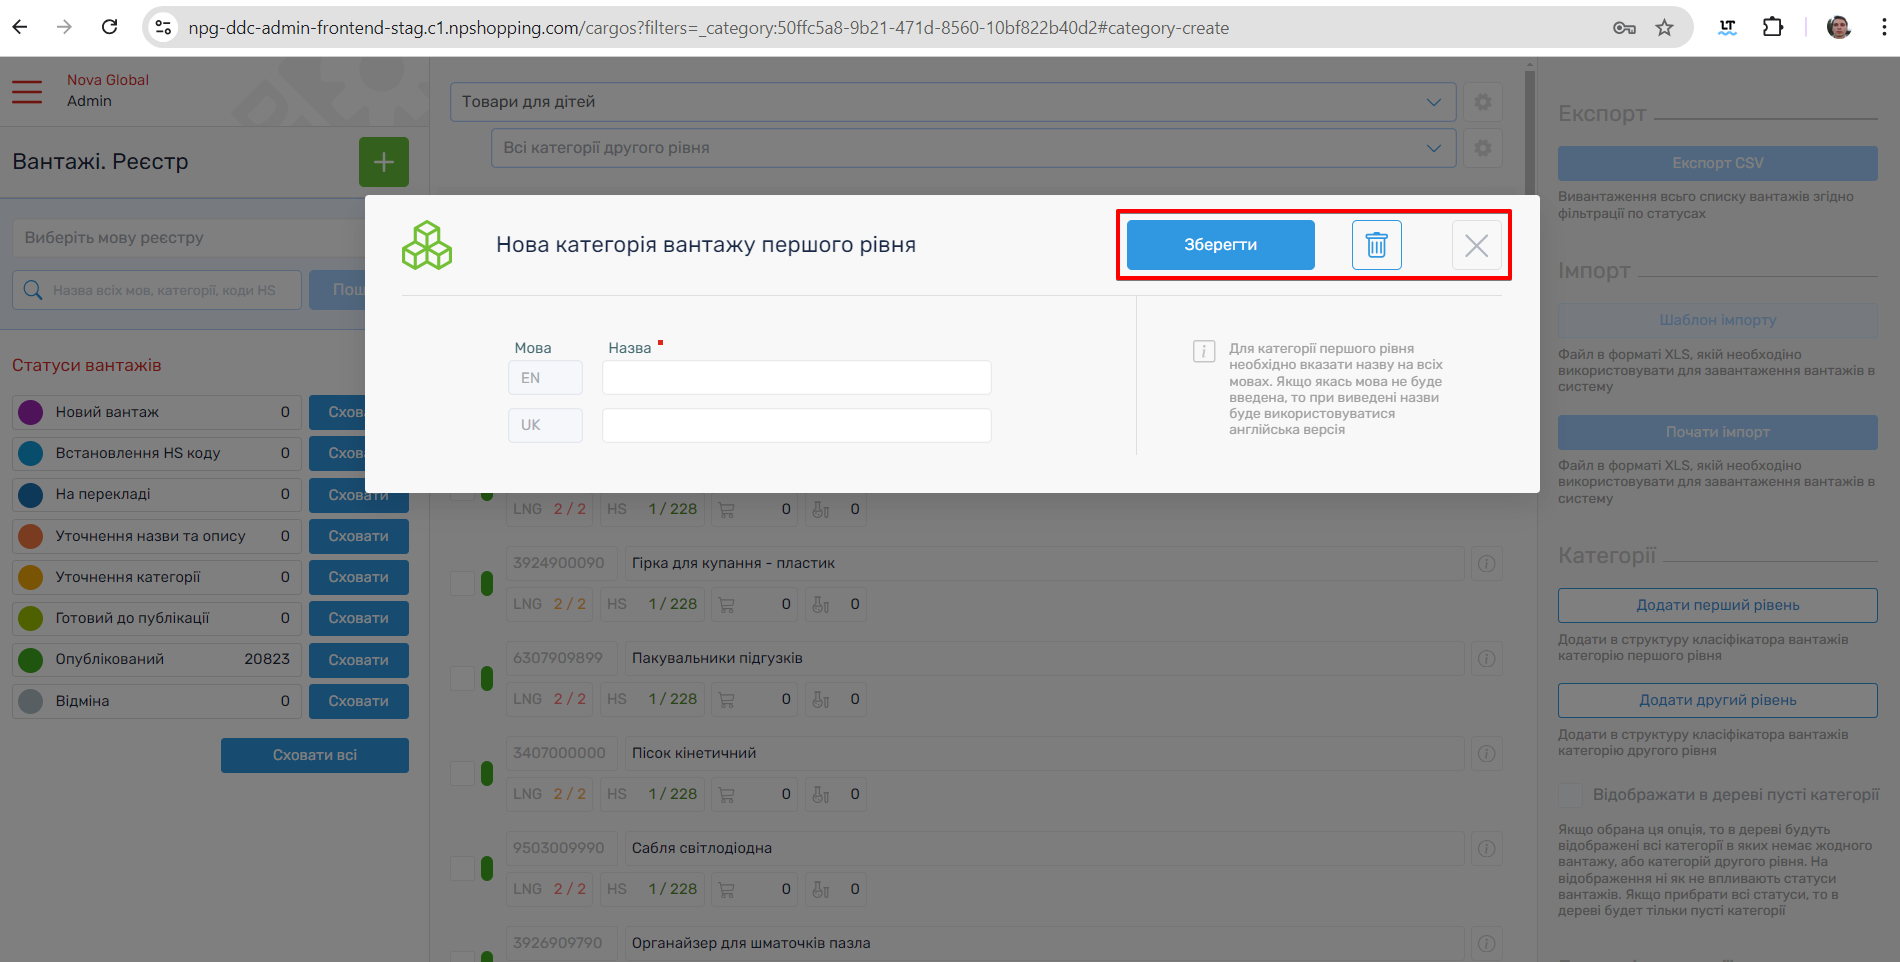 npg-ddc-admin-frontend-stag.c1.npshopping.com/cargos?filters=_category:50ffc5a8-9b21-471d-8560-10bf822b40d2#category-create
LT
Nova Global
Admin
Вантажі. Реєстр
Виберіть мову реєстру
Назва всіх мов, категорії, коди HS
Статуси вантажів
Новий вантаж 0
Встановлення HS коду 0
На перекладі 0
Уточнення назви та опису 0 Сховати
Уточнення категорії 0 Сховати
Готовий до публікації 0 Сховати
Опублікований 20823 Сховати
Відміна 0 Сховати
Сховати всі
Товари для дітей
Всі категорії другого рівня
Нова категорія вантажу першого рівня
Зберегти
Мова Назва
EN
UK
Для категорії першого рівня
необхідно вказати назву на всіх
мовах. Якщо якась мова не буде
введена, то при виведені назви
буде використовуватися
англійська версія
LNG 2 / 2 HS 1 / 228 0 0
3924900090 Гірка для купання - пластик
LNG 2 / 2 HS 1 / 228 0 0
6307909899 Пакувальники підгузків
LNG 2 / 2 HS 1 / 228 0 0
3407000000 Пісок кінетичний
LNG 2 / 2 HS 1 / 228 0 0
9503009990 Сабля світлодіодна
LNG 2 / 2 HS 1 / 228 0 0
3926909790 Органайзер для шматочків пазла
Експорт
Експорт CSV
Вивантаження всьго списку вантажів згідно
фільтрації по статусах
Імпорт
Шаблон імпорту
Файл в форматі XLS, якій необхідно
використовувати для завантаження вантажів в
систему
Почати імпорт
Файл в форматі XLS, якій необхідно
використовувати для завантаження вантажів в
систему
Категорії
Додати перший рівень
Додати в структуру класіфікатора вантажів
категорію першого рівня
Додати другий рівень
Додати в структуру класіфікатора вантажів
категорію другого рівня
Відображати в дереві пусті категорії
Якщо обрана ця опція, то в дереві будуть
відображені всі категорії в яких немає жодного
вантажу, або категорій другого рівня. На
відображення ні як не впливають статуси
вантажів. Якщо прибрати всі статуси, то в
дереві будет тільки пусті категорії